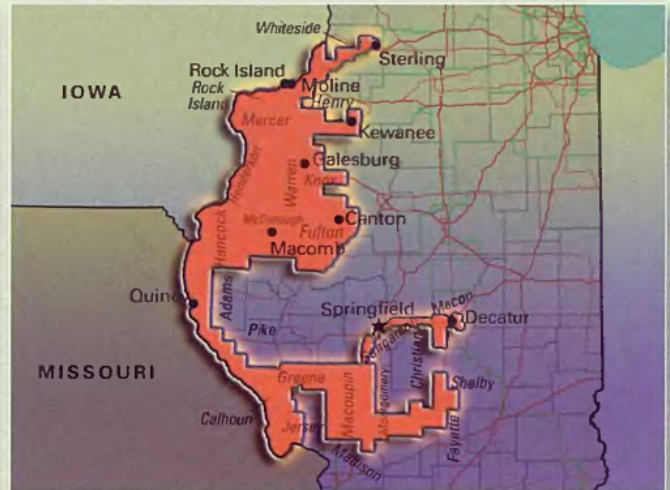 Whiteside
Sterling
Rock Island
Moline
Rock
Island
Henry
IOWA
Mercer
Kewanee
Henderson
Galesburg
Warren
Knox
McDonough
Canton
Fulton
Hancock
Macomb
Adams
Quincy
Springfield
Macon
Decatur
Pike
Sangamon
Christian
MISSOURI
Greene
Shelby
Calhoun
Macoupin
Montgomery
Jersey
Fayette
Madison